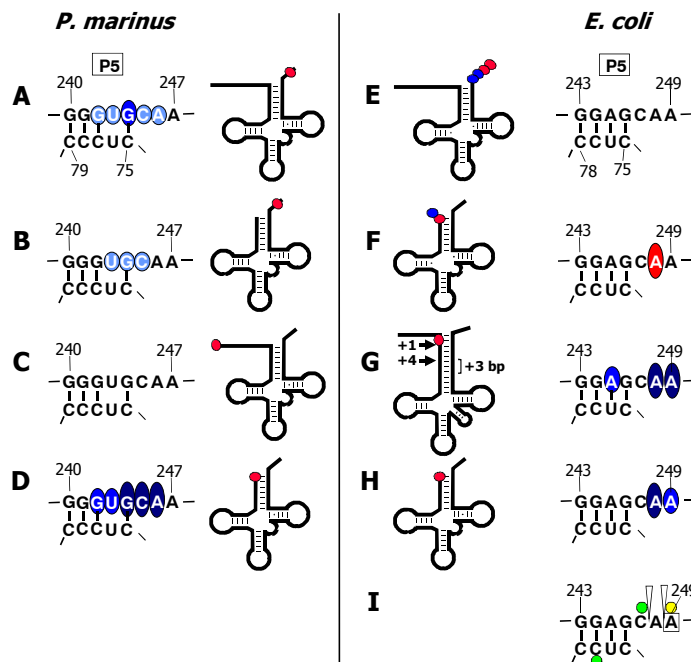 P. marinus
E. coli
P5
P5
240 247
243 249
A
E
GGGUGCAA
CCCUC
79 75
GGAGCAA
CCUC
78 75
B
F
240 247
GGGUGCAA
CCCUC
243 249
GGAGCAA
CCUC
C
G
240 247
GGGUGCAA
CCCUC
+1
+4
+3 bp
243 249
GGAGCAA
CCUC
D
H
240 247
GGGUGCAA
CCCUC
243 249
GGAGCAA
CCUC
I
243 249
GGAGCAA
CCUC